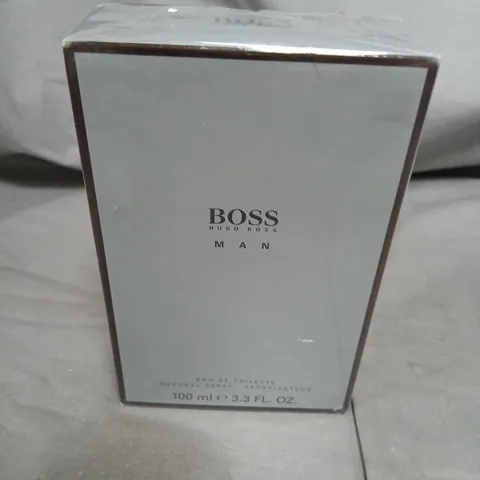 BOSS
HUGO BOSS
MAN
EAU DE TOILETTE
NATURAL SPRAY VAPORISATEUR
100 ml ℮ 3.3 FL. OZ.